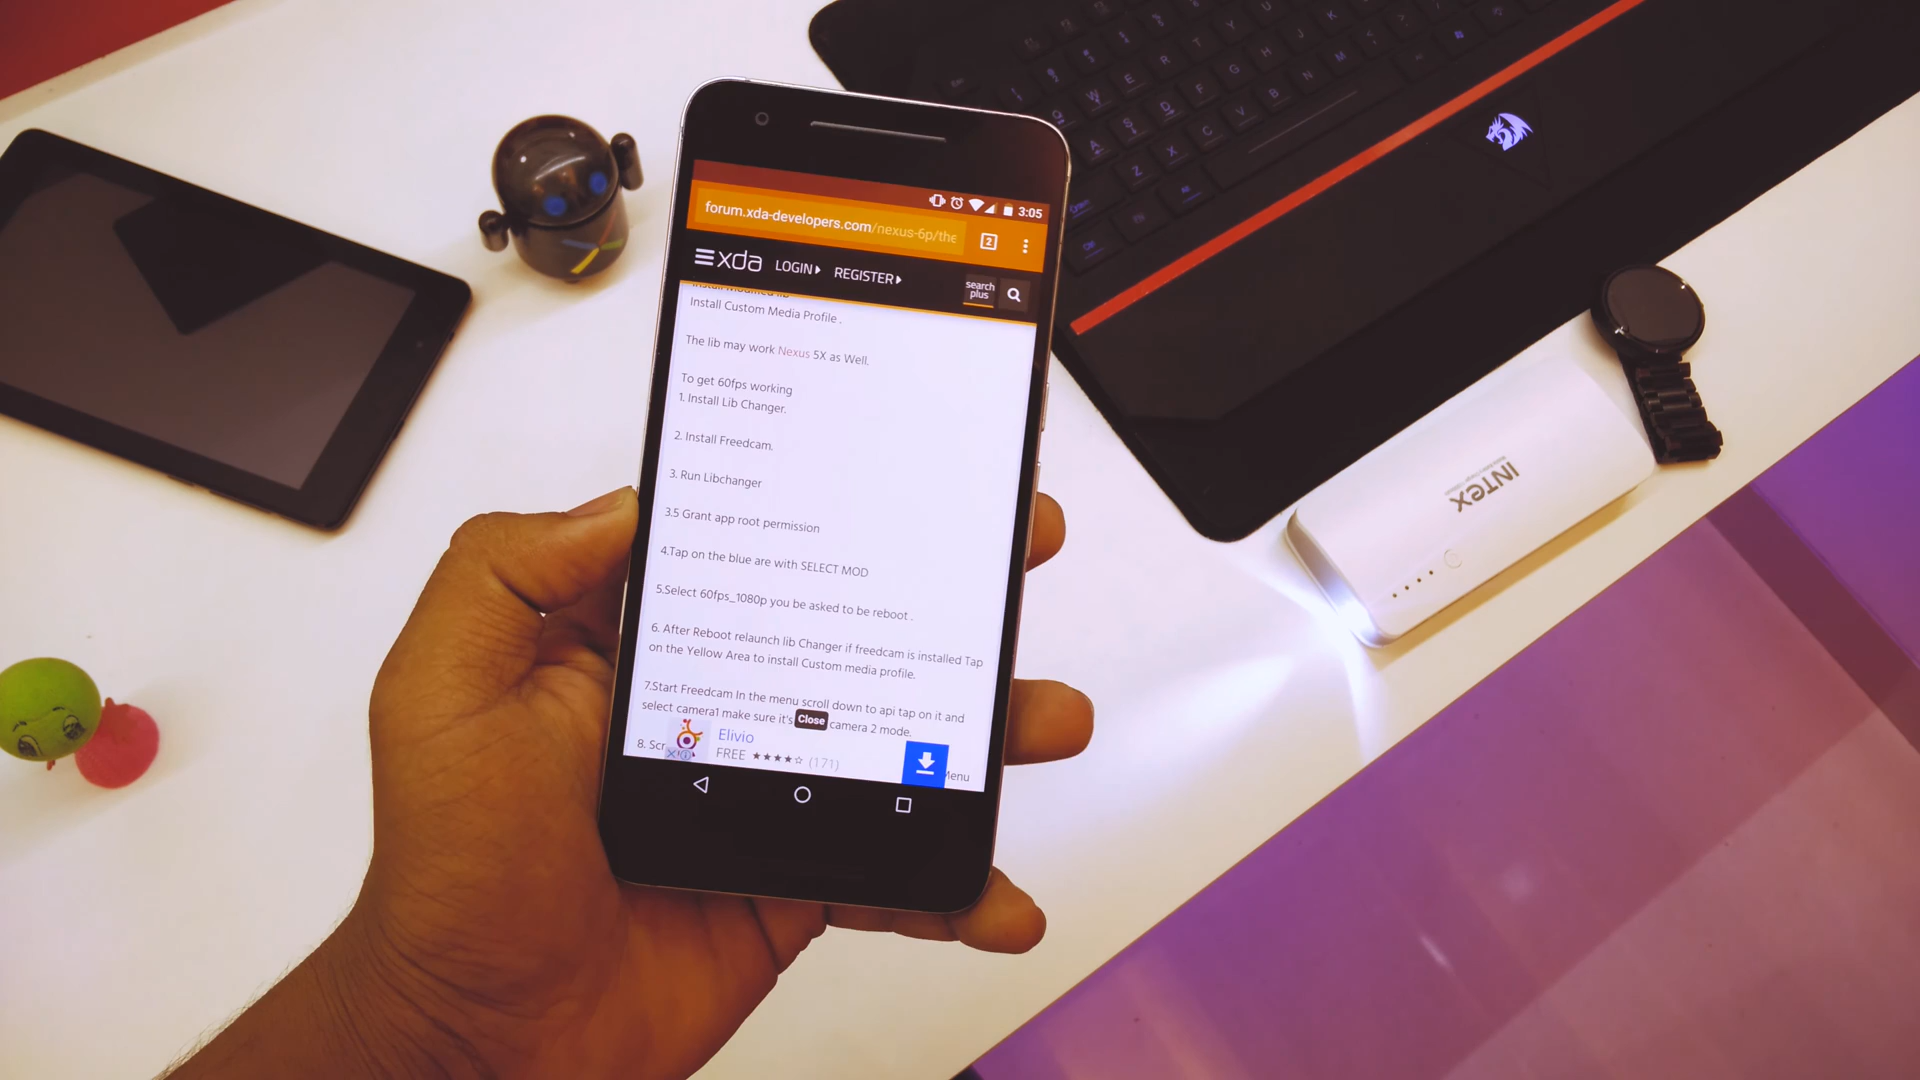 3:05
forum.xda-developers.com/nexus-6p/the
2
xda LOGIN REGISTER search plus
Install Modified lib
Install Custom Media Profile .
The lib may work Nexus 5X as Well.
To get 60fps working
1. Install Lib Changer.
2. Install Freedcam.
3. Run Libchanger
3.5 Grant app root permission
4.Tap on the blue are with SELECT MOD
5.Select 60fps_1080p you be asked to be reboot .
6. After Reboot relaunch lib Changer if freedcam is installed Tap
on the Yellow Area to install Custom media profile.
7.Start Freedcam In the menu scroll down to api tap on it and
select camera1 make sure it's camera 2 mode.
Close
8. Scr
Elivio
FREE ★★★★☆ (171)
Menu
INTEX
Q W E R T Y U I
A S D F G H J K L
Z X C V B N M